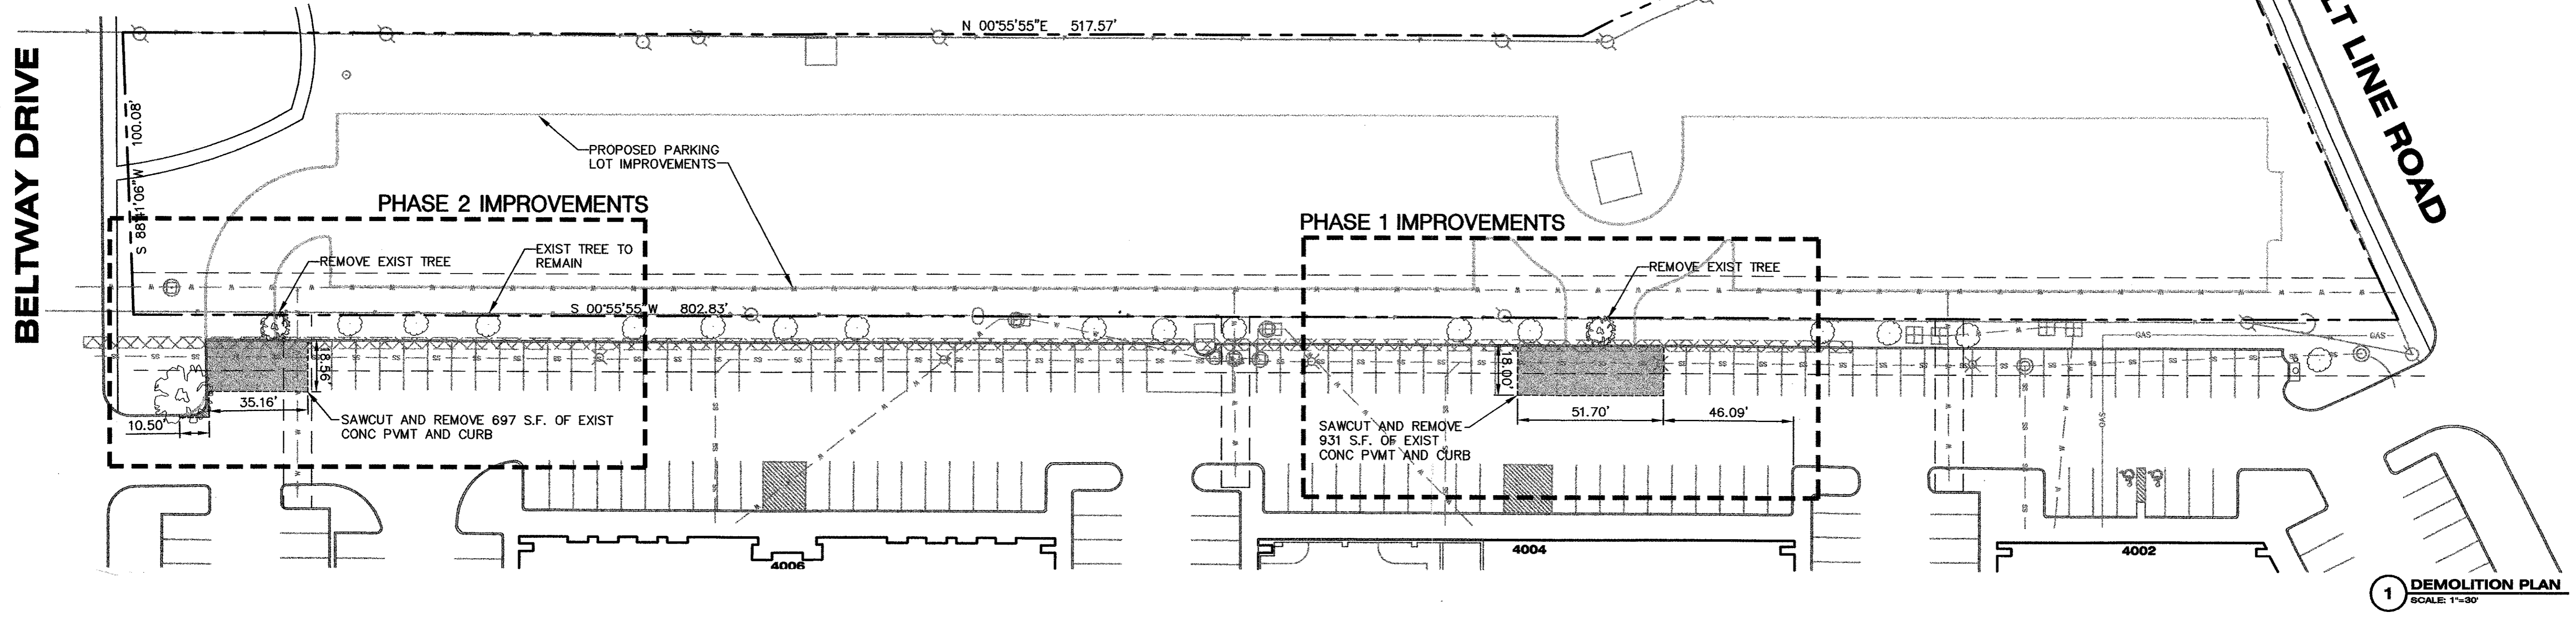 N 00°55'55"E 517.57'
BELTWAY DRIVE
LT LINE ROAD
S 88°41'06"W 100.08'
PROPOSED PARKING
LOT IMPROVEMENTS
PHASE 2 IMPROVEMENTS
PHASE 1 IMPROVEMENTS
REMOVE EXIST TREE
EXIST TREE TO
REMAIN
REMOVE EXIST TREE
S 00°55'55"W 802.83'
GAS
GAS
GAS
18.56'
18.00'
35.16'
10.50'
SAWCUT AND REMOVE 697 S.F. OF EXIST
CONC PVMT AND CURB
51.70'
46.09'
SAWCUT AND REMOVE
931 S.F. OF EXIST
CONC PVMT AND CURB
4006
4004
4002
1
DEMOLITION PLAN
SCALE: 1"=30'